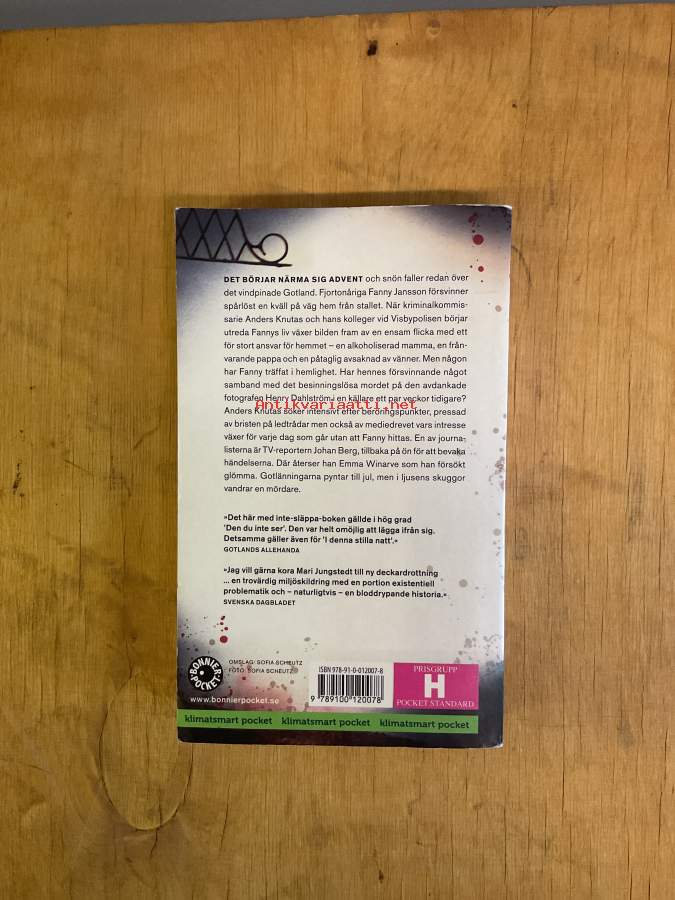 DET BÖRJAR NÄRMA SIG ADVENT och snön faller redan över
det vindpinade Gotland. Fjortonåriga Fanny Jansson försvinner
spårlöst en kväll på väg hem från stallet. När kriminalkommis-
sarie Anders Knutas och hans kolleger vid Visbypolisen börjar
utreda Fannys liv växer bilden fram av en ensam flicka med ett
för stort ansvar för hemmet – en alkoholiserad mamma, en från-
varande pappa och en påtaglig avsaknad av vänner. Men någon
har Fanny träffat i hemlighet. Har hennes försvinnande något
samband med det besinningslösa mordet på den avdankade
fotografen Henry Dahlström i en källare ett par veckor tidigare?
Antikvariaatti.net
Anders Knutas söker intensivt efter beröringspunkter, pressad
av bristen på ledtrådar men också av mediedrevet vars intresse
växer för varje dag som går utan att Fanny hittas. En av journa-
listerna är TV-reportern Johan Berg, tillbaka på ön för att bevaka
händelserna. Där återser han Emma Winarve som han försökt
glömma. Gotlänningarna pyntar till jul, men i ljusens skuggor
vandrar en mördare.
»Det här med inte-släppa-boken gällde i hög grad
'Den du inte ser'. Den var helt omöjlig att lägga ifrån sig.
Detsamma gäller även för 'I denna stilla natt'.«
GOTLANDS ALLEHANDA
»Jag vill gärna kora Mari Jungstedt till ny deckardrottning
... en trovärdig miljöskildring med en portion existentiell
problematik och – naturligtvis – en bloddrypande historia.«
SVENSKA DAGBLADET
BONNIER POCKET
OMSLAG: SOFIA SCHEUTZ
FOTO: SOFIA SCHEUTZ
www.bonnierpocket.se
ISBN 978-91-0-012007-8
9 789100 120078
PRISGRUPP
H
POCKET STANDARD
klimatsmart pocket klimatsmart pocket klimatsmart pocket